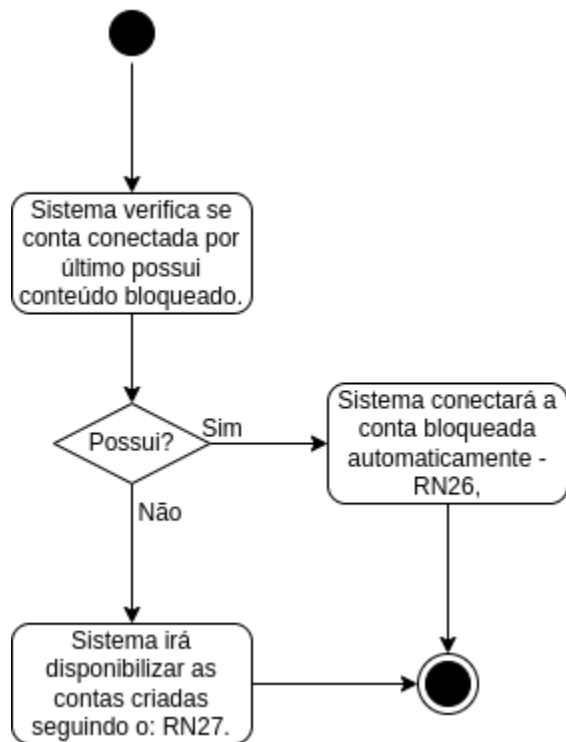 Sistema verifica se
conta conectada por
último possui
conteúdo bloqueado.
Possui?
Sim
Sistema conectará a
conta bloqueada
automaticamente -
RN26,
Não
Sistema irá
disponibilizar as
contas criadas
seguindo o: RN27.